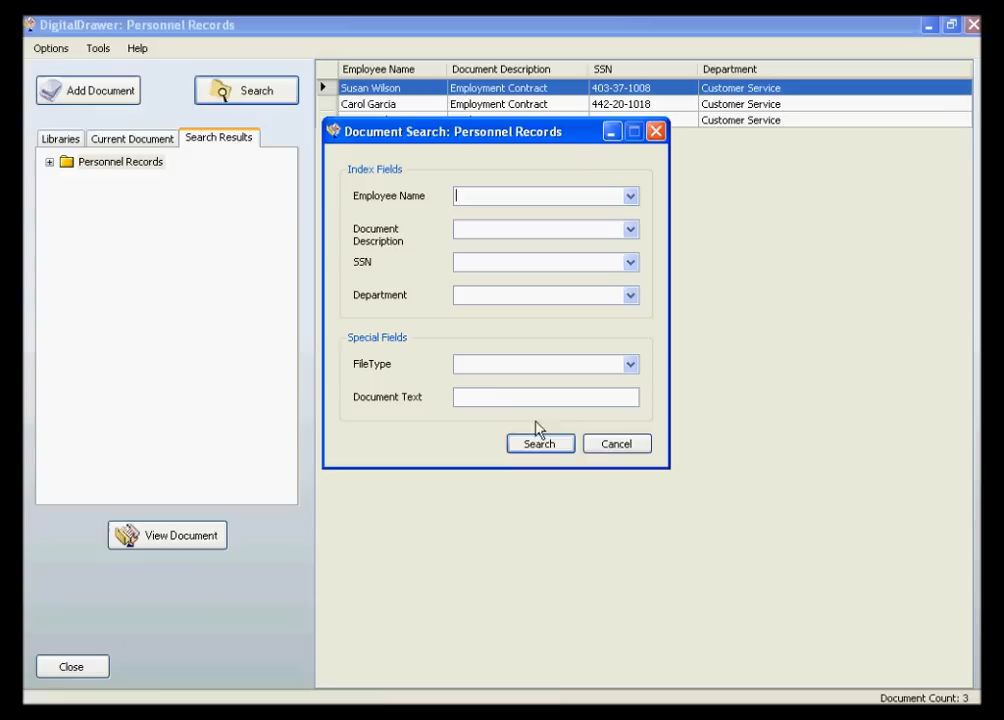 DigitalDrawer: Personnel Records
Options Tools Help
Add Document Search
Libraries Current Document Search Results
Personnel Records
View Document
Close
Employee Name Document Description SSN Department
Susan Wilson Employment Contract 403-37-1008 Customer Service
Carol Garcia Employment Contract 442-20-1018 Customer Service
Customer Service
Document Search: Personnel Records
Index Fields
Employee Name
Document
Description
SSN
Department
Special Fields
FileType
Document Text
Search Cancel
Document Count: 3